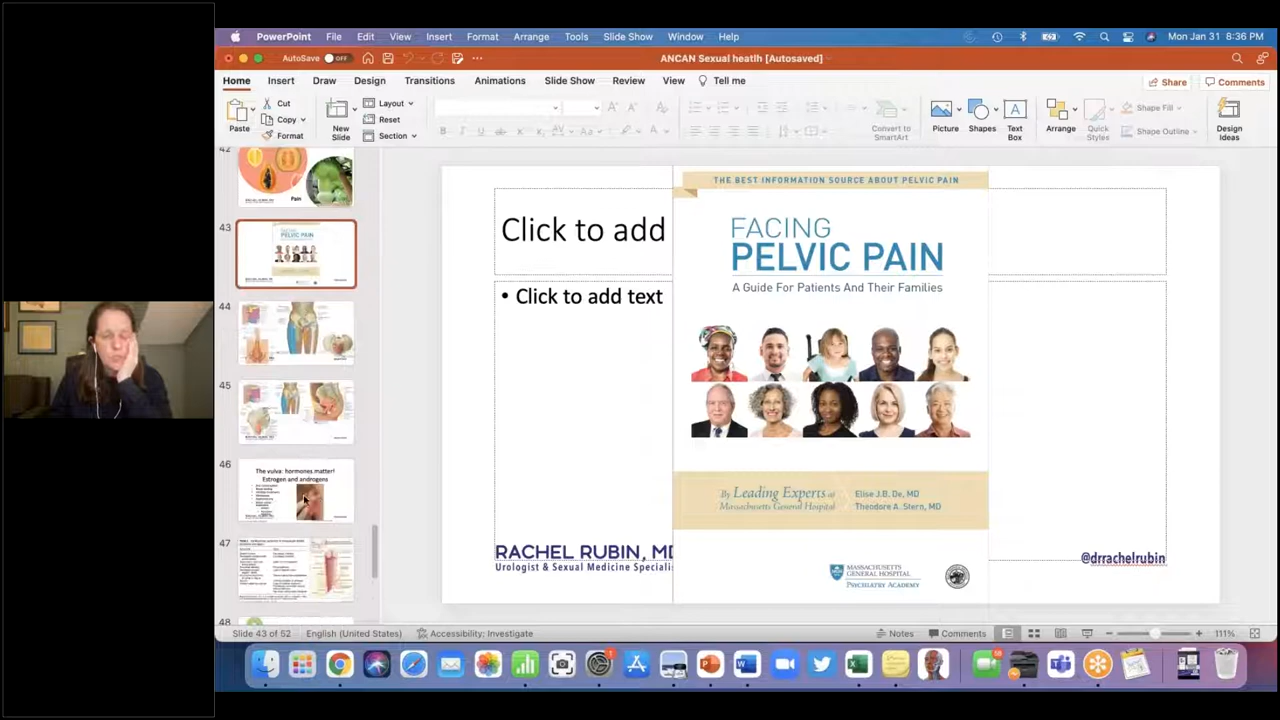 PowerPoint File Edit View Insert Format Arrange Tools Slide Show Window Help Mon Jan 31 8:36 PM
AutoSave OFF ANCAN Sexual heatlh [Autosaved]
Home Insert Draw Design Transitions Animations Slide Show Review View Tell me Share Comments
Paste Cut Copy Format
New Slide Layout Reset Section
Convert to SmartArt
Picture Shapes Text Box Arrange Quick Styles Shape Fill Shape Outline Design Ideas
42
Pain
43
44
45
46
The vulva: hormones matter!
Estrogen and androgens
47
48
Click to add
• Click to add text
THE BEST INFORMATION SOURCE ABOUT PELVIC PAIN
FACING
PELVIC PAIN
A Guide For Patients And Their Families
By Leading Experts at
Massachusetts General Hospital
Elise J.B. De, MD
Theodore A. Stern, MD
RACHEL RUBIN, MD
Urologist & Sexual Medicine Speciali
MASSACHUSETTS
GENERAL HOSPITAL
PSYCHIATRY ACADEMY
@drrachelrubin
Slide 43 of 52 English (United States) Accessibility: Investigate Notes Comments 111%